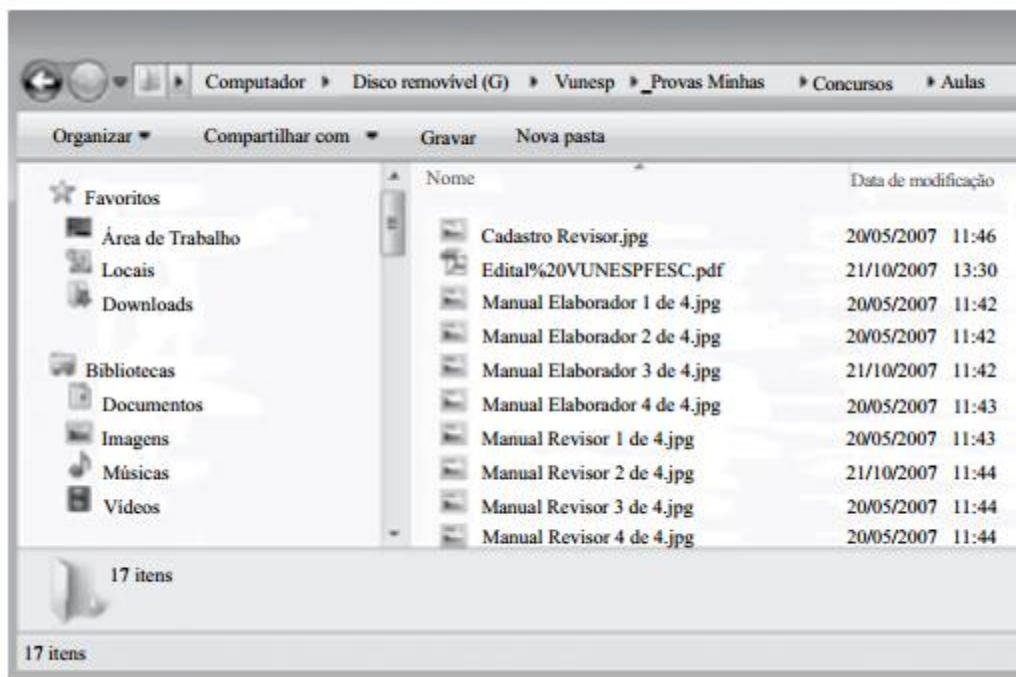 Computador Disco removível (G) Vunesp _Provas Minhas Concursos Aulas
Organizar Compartilhar com Gravar Nova pasta
Favoritos
Área de Trabalho
Locais
Downloads
Bibliotecas
Documentos
Imagens
Músicas
Vídeos
Nome Data de modificação
Cadastro Revisor.jpg 20/05/2007 11:46
Edital%20VUNESPFESC.pdf 21/10/2007 13:30
Manual Elaborador 1 de 4.jpg 20/05/2007 11:42
Manual Elaborador 2 de 4.jpg 20/05/2007 11:42
Manual Elaborador 3 de 4.jpg 21/10/2007 11:42
Manual Elaborador 4 de 4.jpg 20/05/2007 11:43
Manual Revisor 1 de 4.jpg 20/05/2007 11:43
Manual Revisor 2 de 4.jpg 21/10/2007 11:44
Manual Revisor 3 de 4.jpg 20/05/2007 11:44
Manual Revisor 4 de 4.jpg 20/05/2007 11:44
17 itens
17 itens